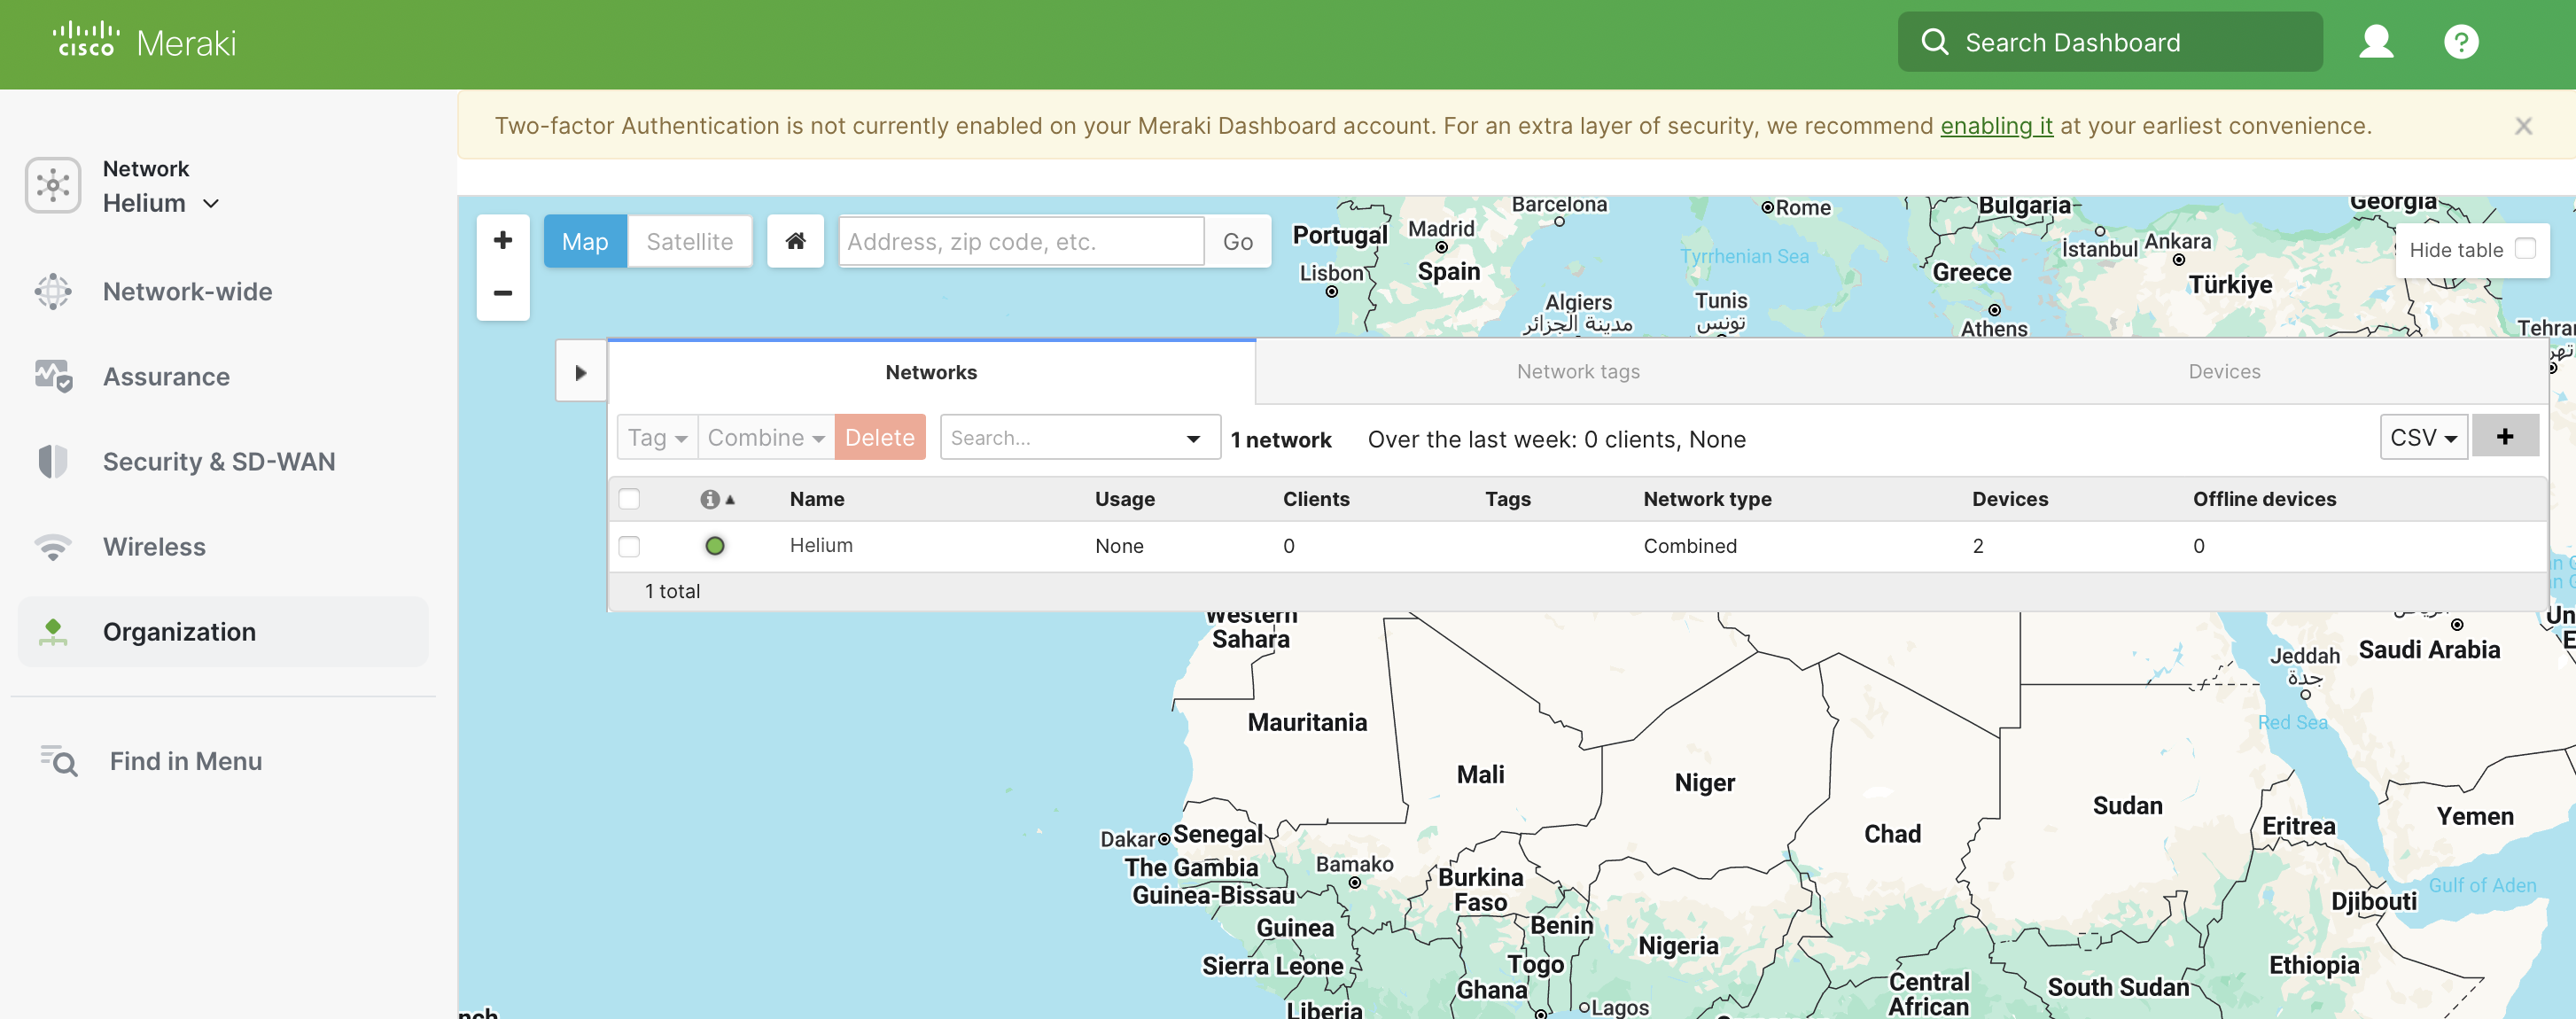 CISCO Meraki
Search Dashboard
?
Two-factor Authentication is not currently enabled on your Meraki Dashboard account. For an extra layer of security, we recommend enabling it at your earliest convenience.
Network
Helium
Network-wide
Assurance
Security & SD-WAN
Wireless
Organization
Find in Menu
+
−
Map
Satellite
Address, zip code, etc.
Go
Hide table
Portugal
Lisbon
Madrid
Spain
Barcelona
Rome
Tyrrhenian Sea
Algiers
مدينة الجزائر
Tunis
تونس
Bulgaria
Greece
Athens
İstanbul
Ankara
Türkiye
Georgia
Networks
Network tags
Devices
Tag
Combine
Delete
Search...
1 network
Over the last week: 0 clients, None
CSV
+
Name Usage Clients Tags Network type Devices Offline devices
Helium None 0 Combined 2 0
1 total
Western
Sahara
Mauritania
Mali
Niger
Chad
Sudan
Jeddah
جدة
Saudi Arabia
Red Sea
Yemen
Eritrea
Dakar
Senegal
The Gambia
Guinea-Bissau
Bamako
Burkina
Faso
Guinea
Benin
Nigeria
Sierra Leone
Togo
Ghana
Liberia
Lagos
Central
African
South Sudan
Ethiopia
Djibouti
Gulf of Aden